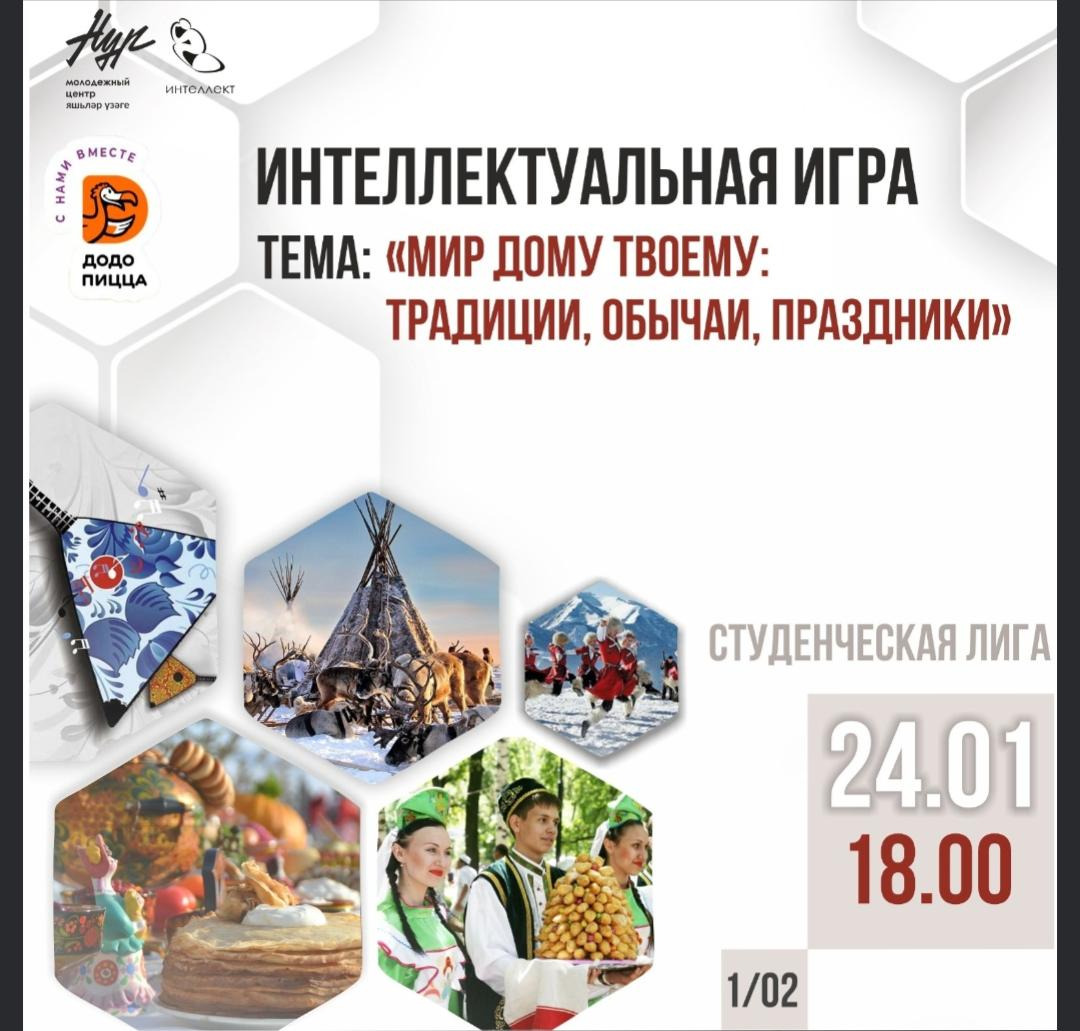 Нур
молодежный
центр
яшьләр үзәге
интеллект
С НАМИ ВМЕСТЕ
ДОДО
ПИЦЦА
ИНТЕЛЛЕКТУАЛЬНАЯ ИГРА
ТЕМА: «МИР ДОМУ ТВОЕМУ:
ТРАДИЦИИ, ОБЫЧАИ, ПРАЗДНИКИ»
СТУДЕНЧЕСКАЯ ЛИГА
24.01
18.00
1/02